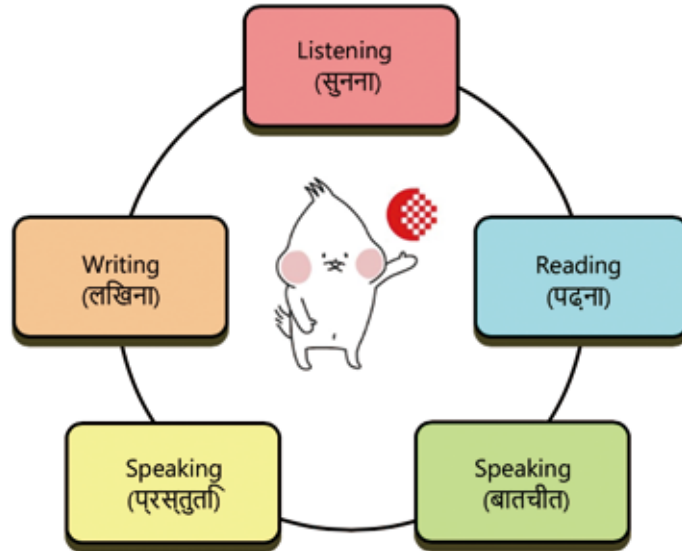 Listening
(सुनना)
Writing
(लखिना)
Reading
(पढ़ना)
Speaking
(प्रस्तुता)
Speaking
(बातचीत)